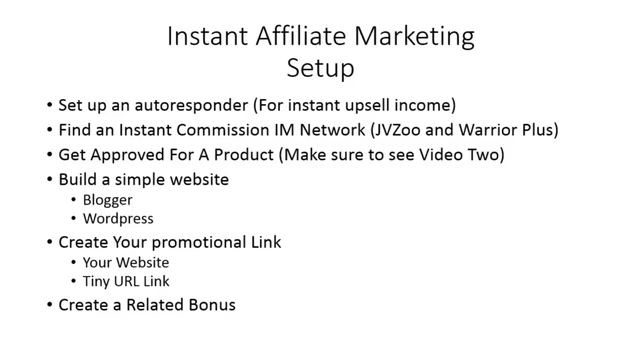 Instant Affiliate Marketing
Setup
• Set up an autoresponder (For instant upsell income)
• Find an Instant Commission IM Network (JVZoo and Warrior Plus)
• Get Approved For A Product (Make sure to see Video Two)
• Build a simple website
• Blogger
• Wordpress
• Create Your promotional Link
• Your Website
• Tiny URL Link
• Create a Related Bonus